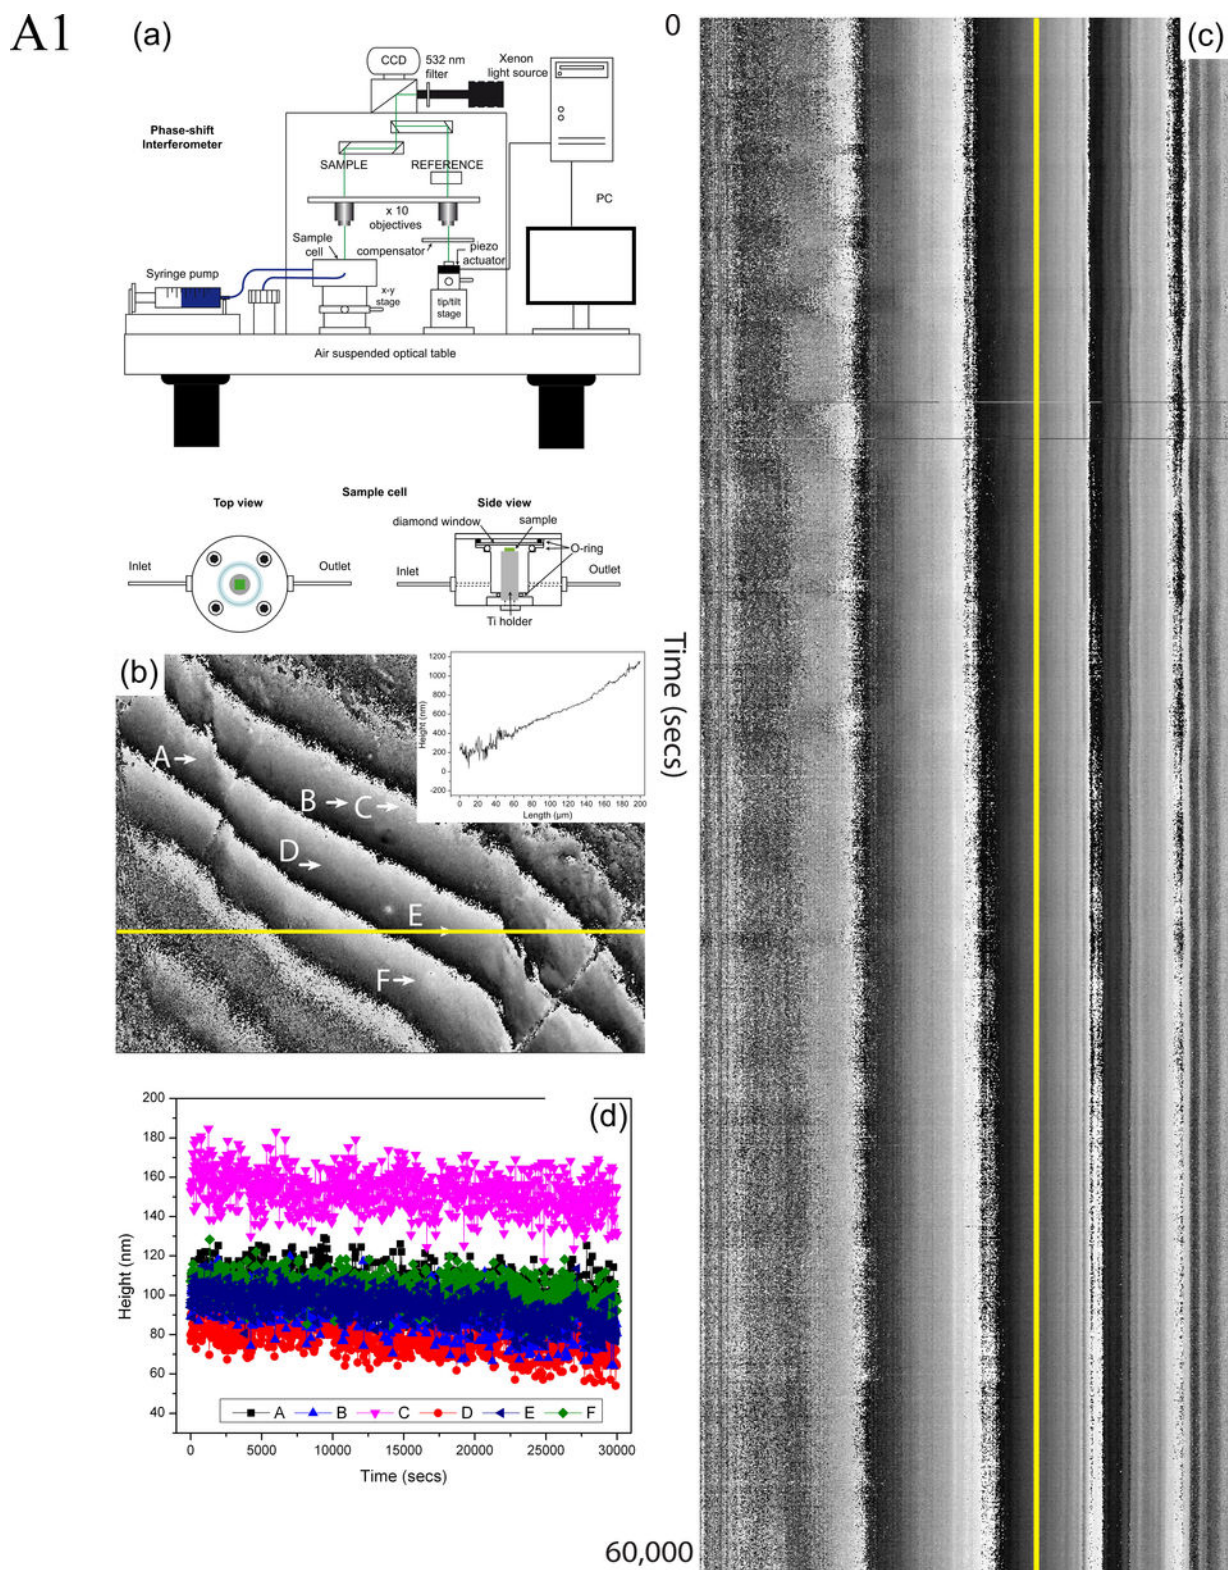 A1
(a)
CCD
532 nm
filter
Xenon
light source
Phase-shift
Interferometer
SAMPLE
REFERENCE
x 10
objectives
PC
Sample
cell
compensator
piezo
actuator
Syringe pump
x-y
stage
tip/tilt
stage
Air suspended optical table
Sample cell
Top view
Side view
diamond window
sample
O-ring
Inlet
Outlet
Inlet
Outlet
Ti holder
(b)
A
B
C
D
E
F
Height (nm)
1200
1000
800
600
400
200
0
-200
0 20 40 60 80 100 120 140 160 180 200
Length (µm)
(c)
0
Time (secs)
60,000
(d)
Height (nm)
200
180
160
140
120
100
80
60
40
A B C D E F
0 5000 10000 15000 20000 25000 30000
Time (secs)